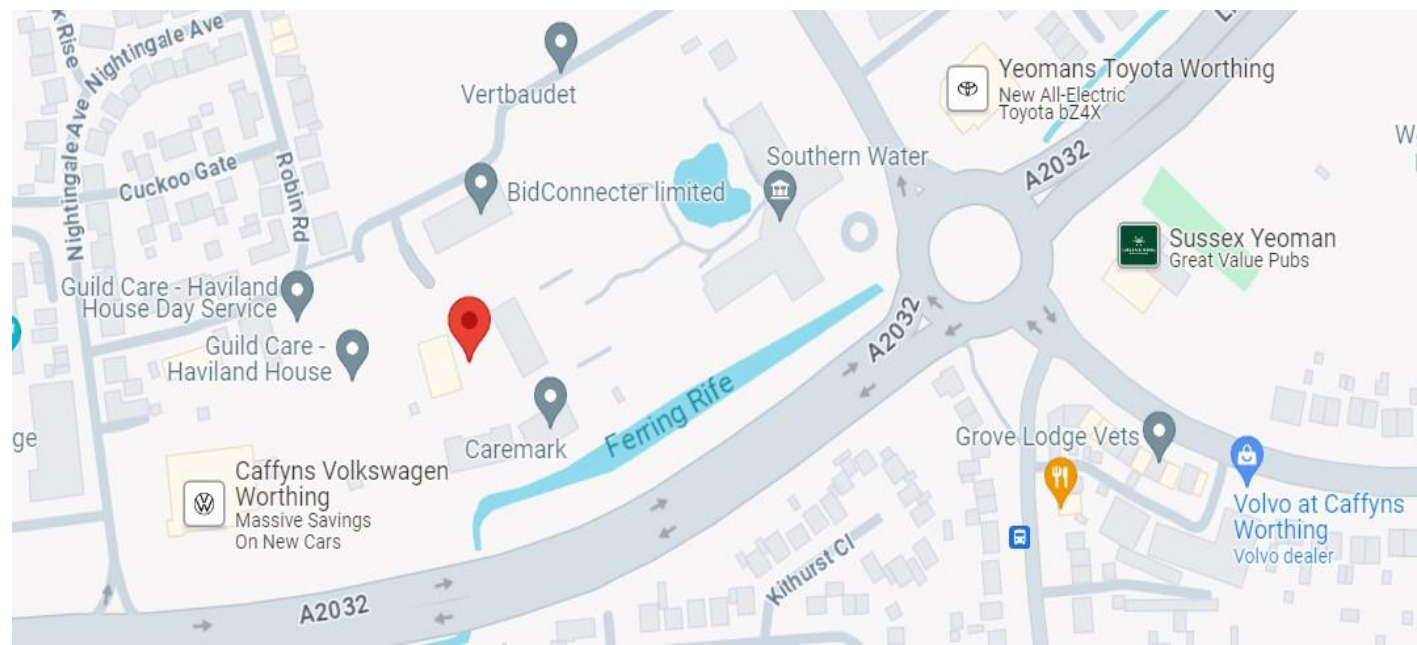 k Rise
Nightingale Ave
Nightingale Ave
Cuckoo Gate
Robin Rd
Vertbaudet
BidConnecter limited
Southern Water
Yeomans Toyota Worthing
New All-Electric
Toyota bZ4X
A2032
Sussex Yeoman
Great Value Pubs
Guild Care - Haviland
House Day Service
Guild Care -
Haviland House
A2032
Ferring Rife
Caremark
Grove Lodge Vets
Caffyns Volkswagen
Worthing
Massive Savings
On New Cars
Volvo at Caffyns
Worthing
Volvo dealer
Kithurst Cl
A2032
ge